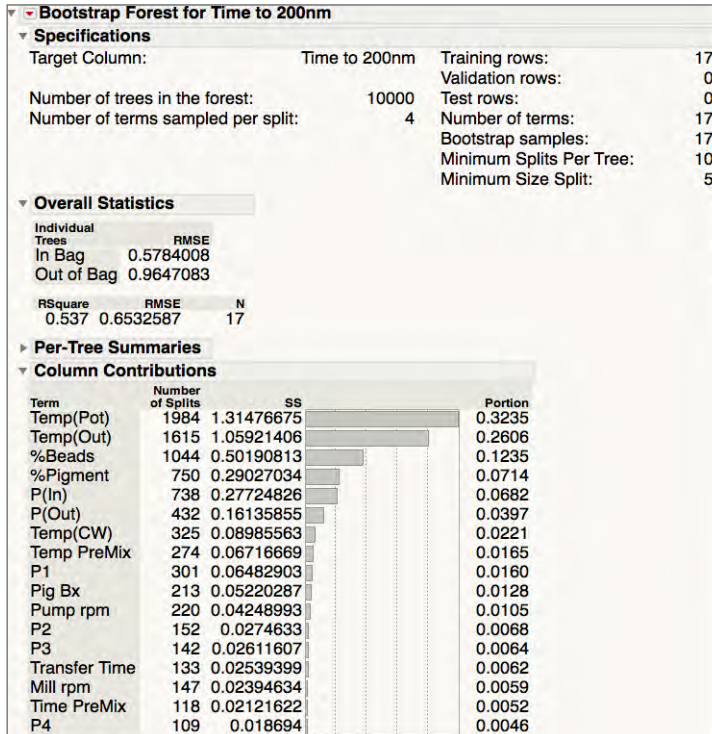 Bootstrap Forest for Time to 200nm
Specifications
Target Column: Time to 200nm Training rows: 17
Validation rows: 0
Number of trees in the forest: 10000 Test rows: 0
Number of terms sampled per split: 4 Number of terms: 17
Bootstrap samples: 17
Minimum Splits Per Tree: 10
Minimum Size Split: 5
Overall Statistics
Individual
Trees RMSE
In Bag 0.5784008
Out of Bag 0.9647083
RSquare RMSE N
0.537 0.6532587 17
Per-Tree Summaries
Column Contributions
Number
Term of Splits SS Portion
Temp(Pot) 1984 1.31476675 0.3235
Temp(Out) 1615 1.05921406 0.2606
%Beads 1044 0.50190813 0.1235
%Pigment 750 0.29027034 0.0714
P(In) 738 0.27724826 0.0682
P(Out) 432 0.16135855 0.0397
Temp(CW) 325 0.08985563 0.0221
Temp PreMix 274 0.06716669 0.0165
P1 301 0.06482903 0.0160
Pig Bx 213 0.05220287 0.0128
Pump rpm 220 0.04248993 0.0105
P2 152 0.0274633 0.0068
P3 142 0.02611607 0.0064
Transfer Time 133 0.02539399 0.0062
Mill rpm 147 0.02394634 0.0059
Time PreMix 118 0.02121622 0.0052
P4 109 0.018694 0.0046